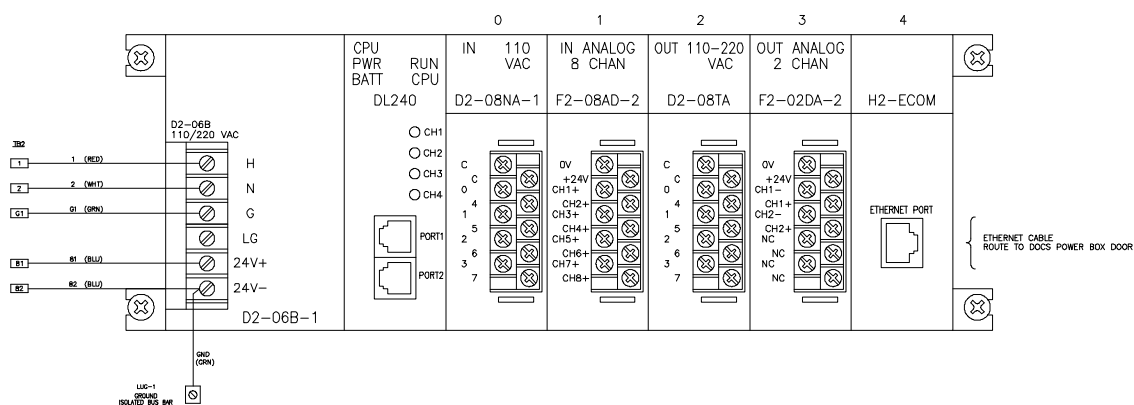 0 1 2 3 4
CPU
PWR RUN
BATT CPU
DL240
IN 110
VAC
D2-08NA-1
IN ANALOG
8 CHAN
F2-08AD-2
OUT 110-220
VAC
D2-08TA
OUT ANALOG
2 CHAN
F2-02DA-2
H2-ECOM
D2-06B
110/220 VAC
TB2
1 1 (RED) H
2 2 (WHT) N
G1 G1 (GRN) G
LG
81 81 (BLU) 24V+
82 82 (BLU) 24V-
D2-06B-1
GND
(GRN)
LUG-1
GROUND
ISOLATED BUS BAR
CH1
CH2
CH3
CH4
PORT1
PORT2
C
C
0
4
1
5
2
6
3
7
0V
+24V
CH1+
CH2+
CH3+
CH4+
CH5+
CH6+
CH7+
CH8+
C
C
0
4
1
5
2
6
3
7
0V
+24V
CH1-
CH1+
CH2-
CH2+
NC
NC
NC
NC
ETHERNET PORT
ETHERNET CABLE
ROUTE TO DOCS POWER BOX DOOR